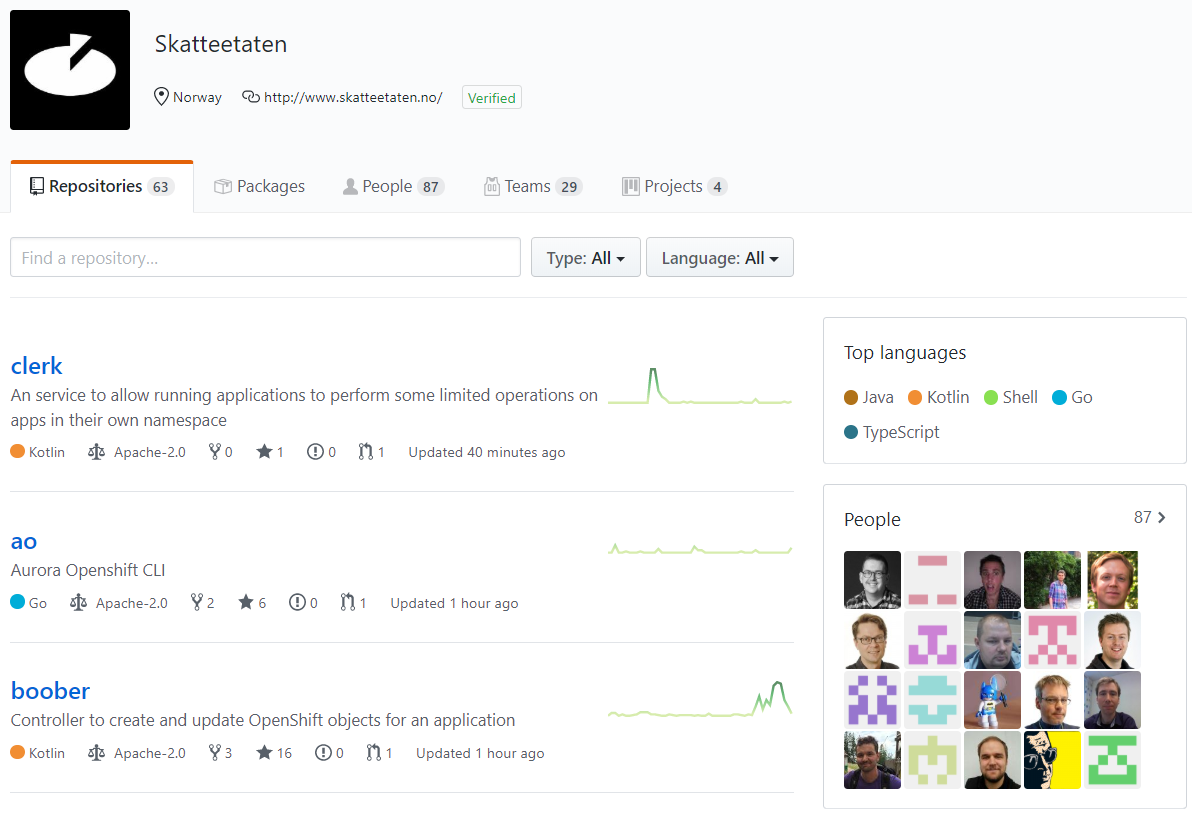 Skatteetaten
Norway http://www.skatteetaten.no/ Verified
Repositories 63 Packages People 87 Teams 29 Projects 4
Find a repository... Type: All Language: All
clerk
An service to allow running applications to perform some limited operations on
apps in their own namespace
Kotlin Apache-2.0 0 1 0 1 Updated 40 minutes ago
ao
Aurora Openshift CLI
Go Apache-2.0 2 6 0 1 Updated 1 hour ago
boober
Controller to create and update OpenShift objects for an application
Kotlin Apache-2.0 3 16 0 1 Updated 1 hour ago
Top languages
Java Kotlin Shell Go
TypeScript
People 87